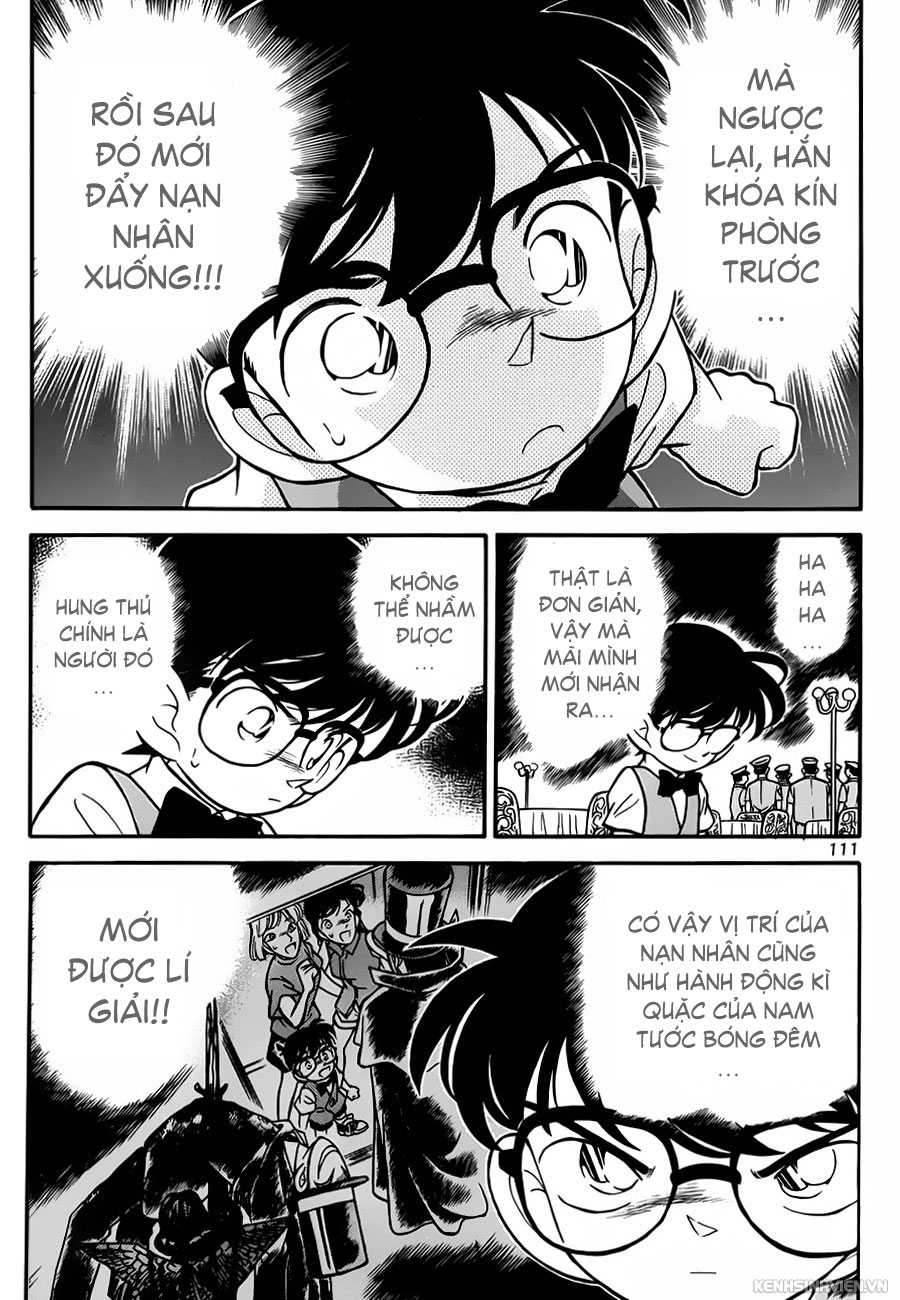 MÀ
NGƯỢC
LẠI, HẮN
KHÓA KÍN
PHÒNG
TRƯỚC
...
RỒI SAU
ĐÓ MỚI
ĐẨY NẠN
NHÂN
XUỐNG!!!
HA
HA
HA
...
THẬT LÀ
ĐƠN GIẢN,
VẬY MÀ
MÃI MÌNH
MỚI NHẬN
RA...
KHÔNG
THỂ NHẦM
ĐƯỢC
...
HUNG THỦ
CHÍNH LÀ
NGƯỜI ĐÓ
...
111
CÓ VẬY VỊ TRÍ CỦA
NẠN NHÂN CŨNG
NHƯ HÀNH ĐỘNG KÌ
QUẶC CỦA NAM
TƯỚC BÓNG ĐÊM
...
MỚI
ĐƯỢC LÍ
GIẢI!!
KENHSINHVIEN.VN